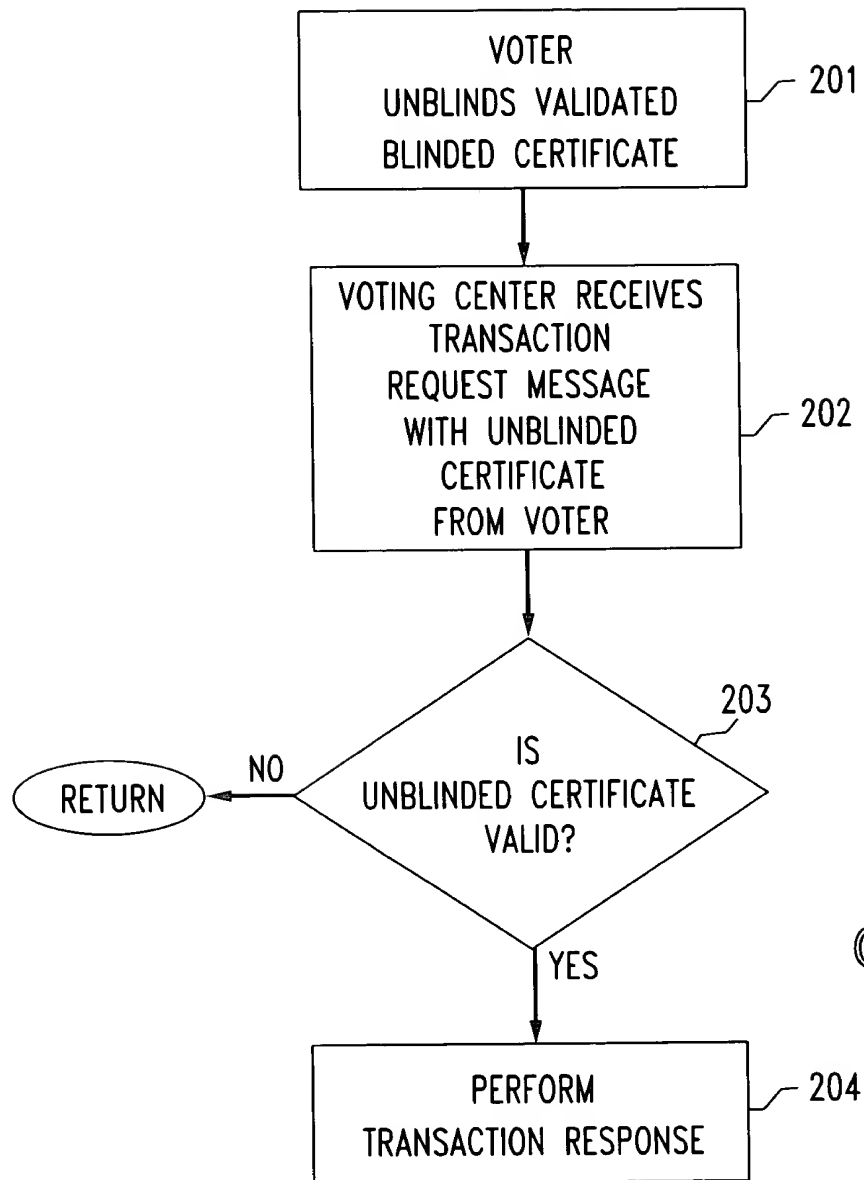 VOTER
UNBLINDS VALIDATED
BLINDED CERTIFICATE
201
VOTING CENTER RECEIVES
TRANSACTION
REQUEST MESSAGE
WITH UNBLINDED
CERTIFICATE
FROM VOTER
202
203
IS
UNBLINDED CERTIFICATE
VALID?
NO
RETURN
YES
PERFORM
TRANSACTION RESPONSE
204